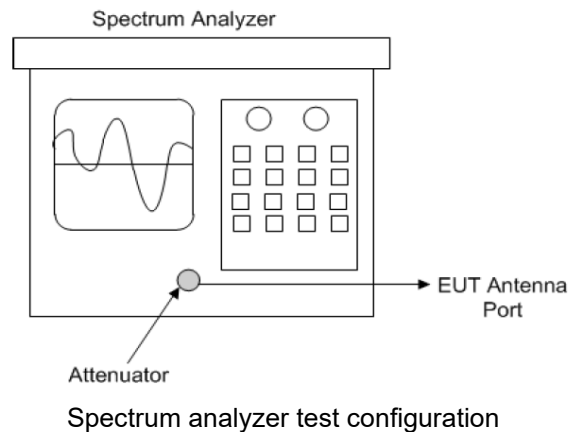 Spectrum Analyzer
EUT Antenna
Port
Attenuator
Spectrum analyzer test configuration